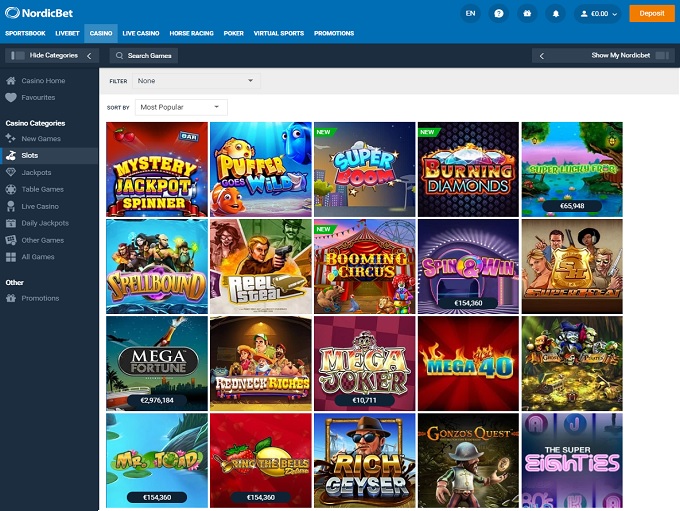 NordicBet
EN
€0.00
Deposit
SPORTSBOOK LIVEBET CASINO LIVE CASINO HORSE RACING POKER VIRTUAL SPORTS PROMOTIONS
Hide Categories
Search Games
Show My Nordicbet
Casino Home
Favourites
Casino Categories
New Games
Slots
Jackpots
Table Games
Live Casino
Daily Jackpots
Other Games
All Games
Other
Promotions
FILTER None
SORT BY Most Popular
BAR
MYSTERY
JACKPOT
SPINNER
PUFFER
GOES WILD
NEW
SUPER
BOOM
NEW
BURNING
DIAMONDS
SUPER LUCKY FROG
€65,948
SPELLBOUND
REEL
STEAL
NEW
BOOMING
CIRCUS
SPIN & WIN
€154,360
MEGA
FORTUNE
€2,976,184
REDNECK RICHES
MEGA
JOKER
€10,711
MEGA 40
GHOST PIRATES
MR. TOAD
€154,360
RING THE BELLS
Deluxe
€154,360
RICH
GEYSER
GONZO'S QUEST
THE SUPER
EIGHTIES